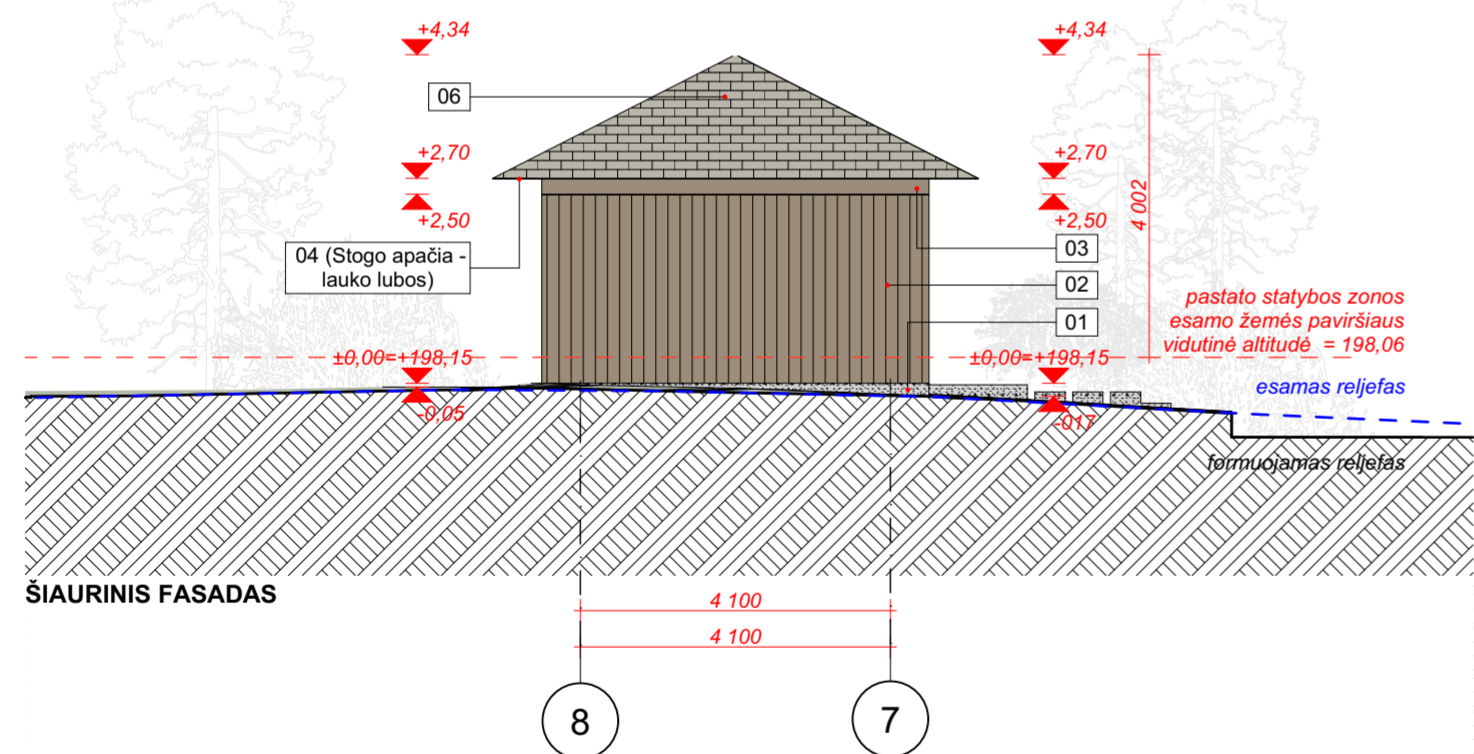 +4,34
+4,34
06
+2,70
+2,70
+2,50
+2,50
4 002
04 (Stogo apačia -
lauko lubos)
03
02
01
pastato statybos zonos
esamo žemės paviršiaus
vidutinė altitudė = 198,06
±0,00=+198,15
±0,00=+198,15
esamas reljefas
-0,05
-017
formuojamas reljefas
ŠIAURINIS FASADAS
4 100
4 100
8
7